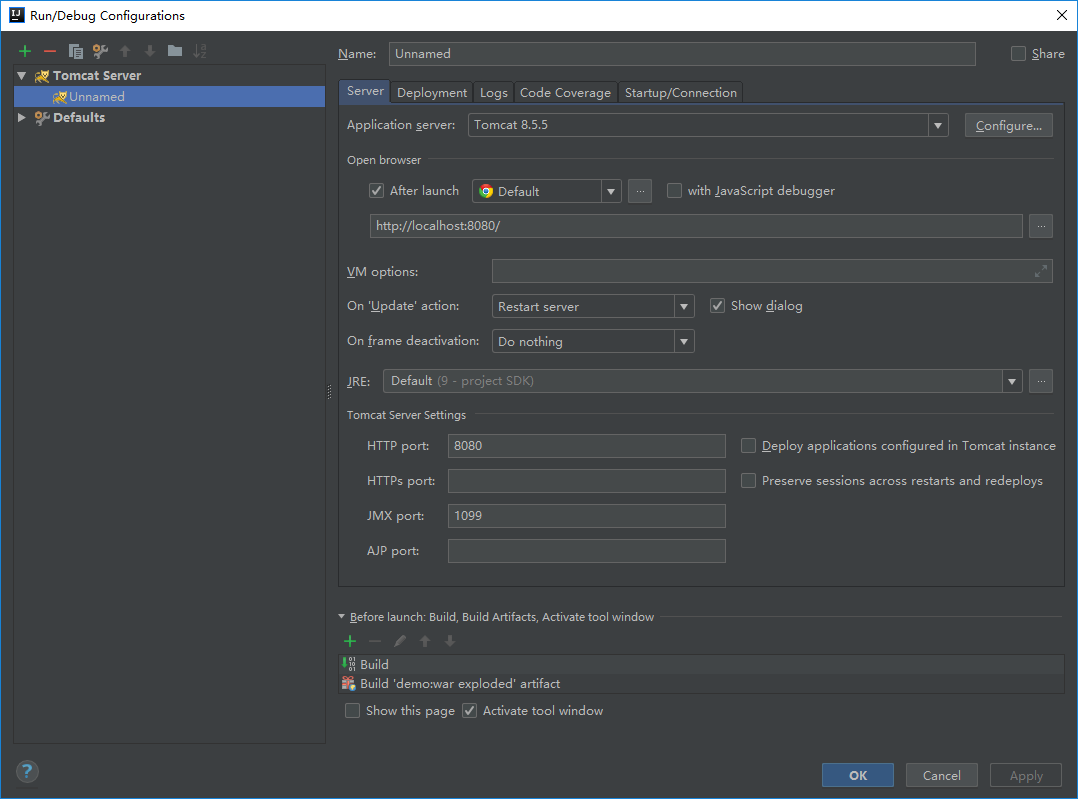 Run/Debug Configurations
Name: Unnamed Share
Tomcat Server
Unnamed
Defaults
Server Deployment Logs Code Coverage Startup/Connection
Application server: Tomcat 8.5.5 Configure...
Open browser
After launch Default ... with JavaScript debugger
http://localhost:8080/ ...
VM options:
On 'Update' action: Restart server Show dialog
On frame deactivation: Do nothing
JRE: Default (9 - project SDK) ...
Tomcat Server Settings
HTTP port: 8080 Deploy applications configured in Tomcat instance
HTTPs port: Preserve sessions across restarts and redeploys
JMX port: 1099
AJP port:
Before launch: Build, Build Artifacts, Activate tool window
Build
Build 'demo:war exploded' artifact
Show this page Activate tool window
? OK Cancel Apply